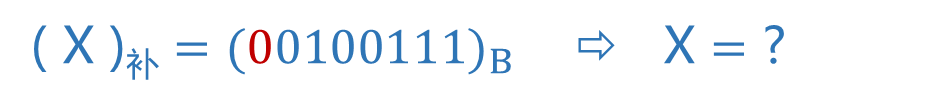 ( X )补 = (00100111)B ⇨ X = ?